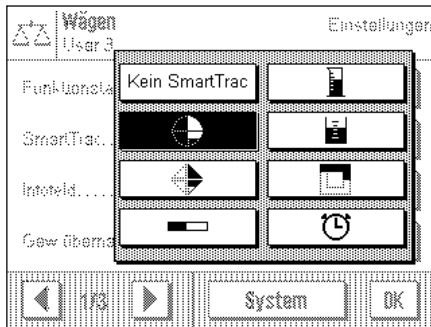 Wägen
Einstellungen
User 3
Kein SmartTrac
Funktionsta
SmartTrac..
Infofeld.....
Gew überna
1/3
System
OK